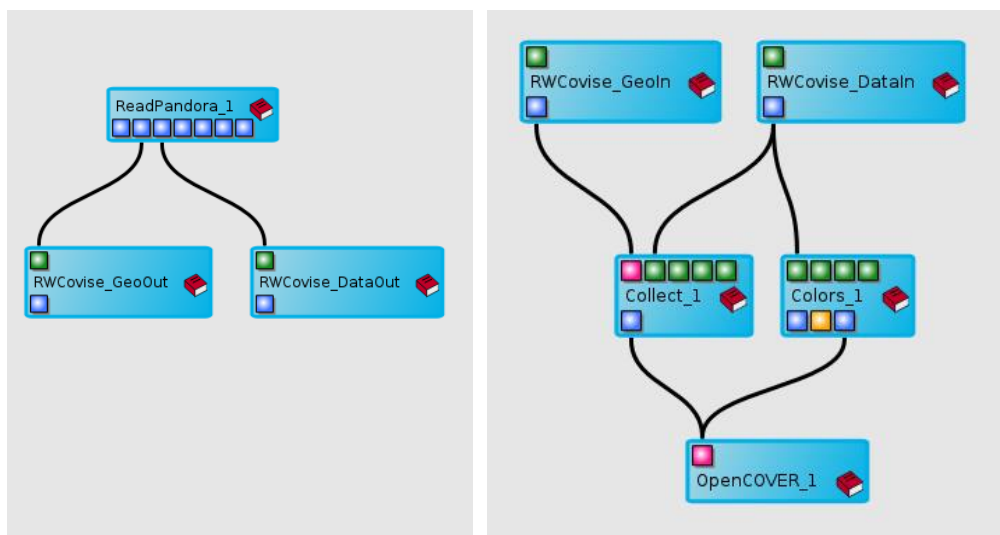 ReadPandora_1
RWCovise_GeoOut
RWCovise_DataOut
RWCovise_GeoIn
RWCovise_DataIn
Collect_1
Colors_1
OpenCOVER_1